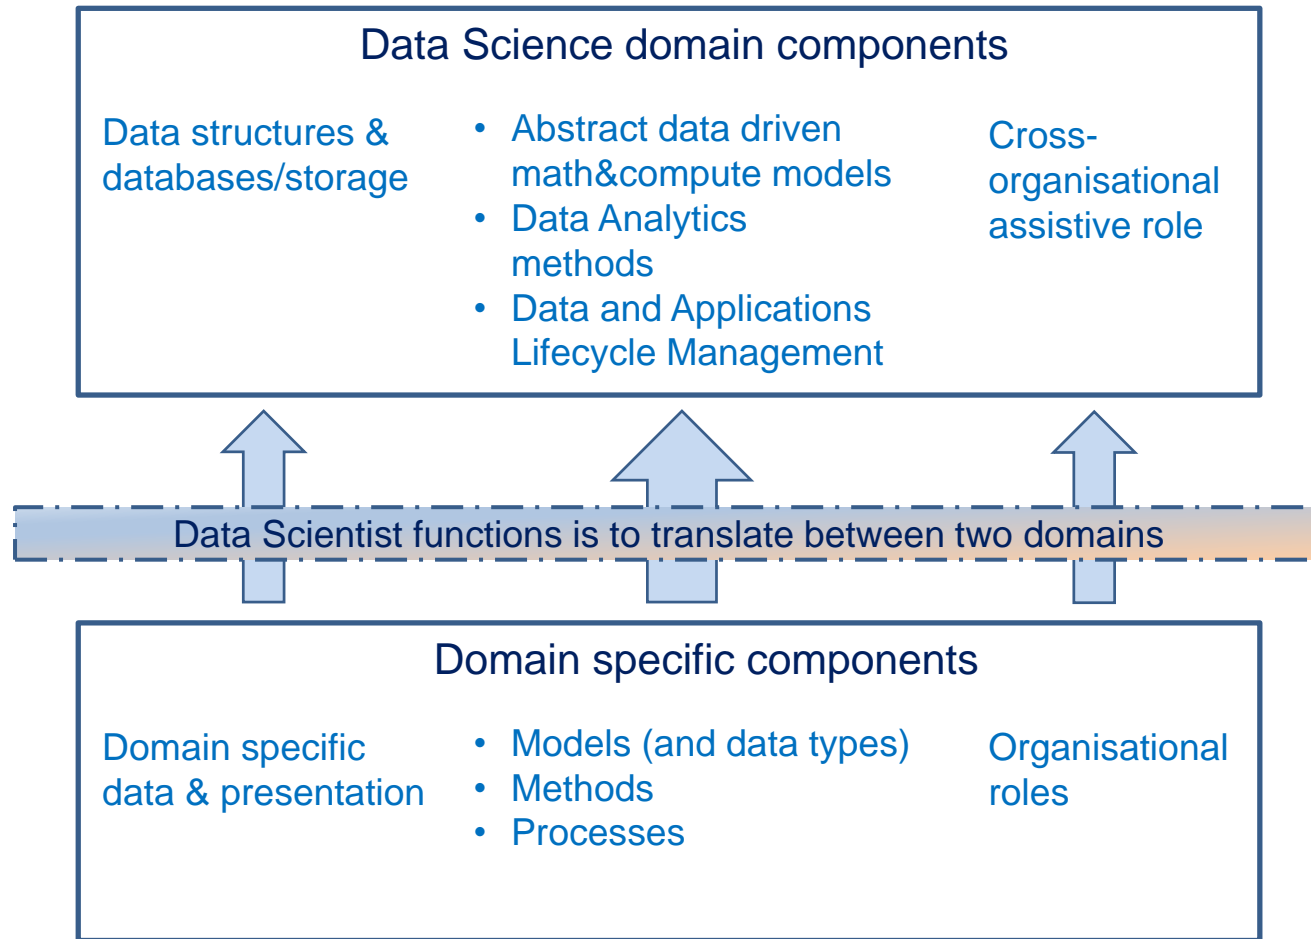 Data Science domain components
Data structures &
databases/storage
• Abstract data driven
math&compute models
• Data Analytics
methods
• Data and Applications
Lifecycle Management
Cross-
organisational
assistive role
Data Scientist functions is to translate between two domains
Domain specific components
Domain specific
data & presentation
• Models (and data types)
• Methods
• Processes
Organisational
roles